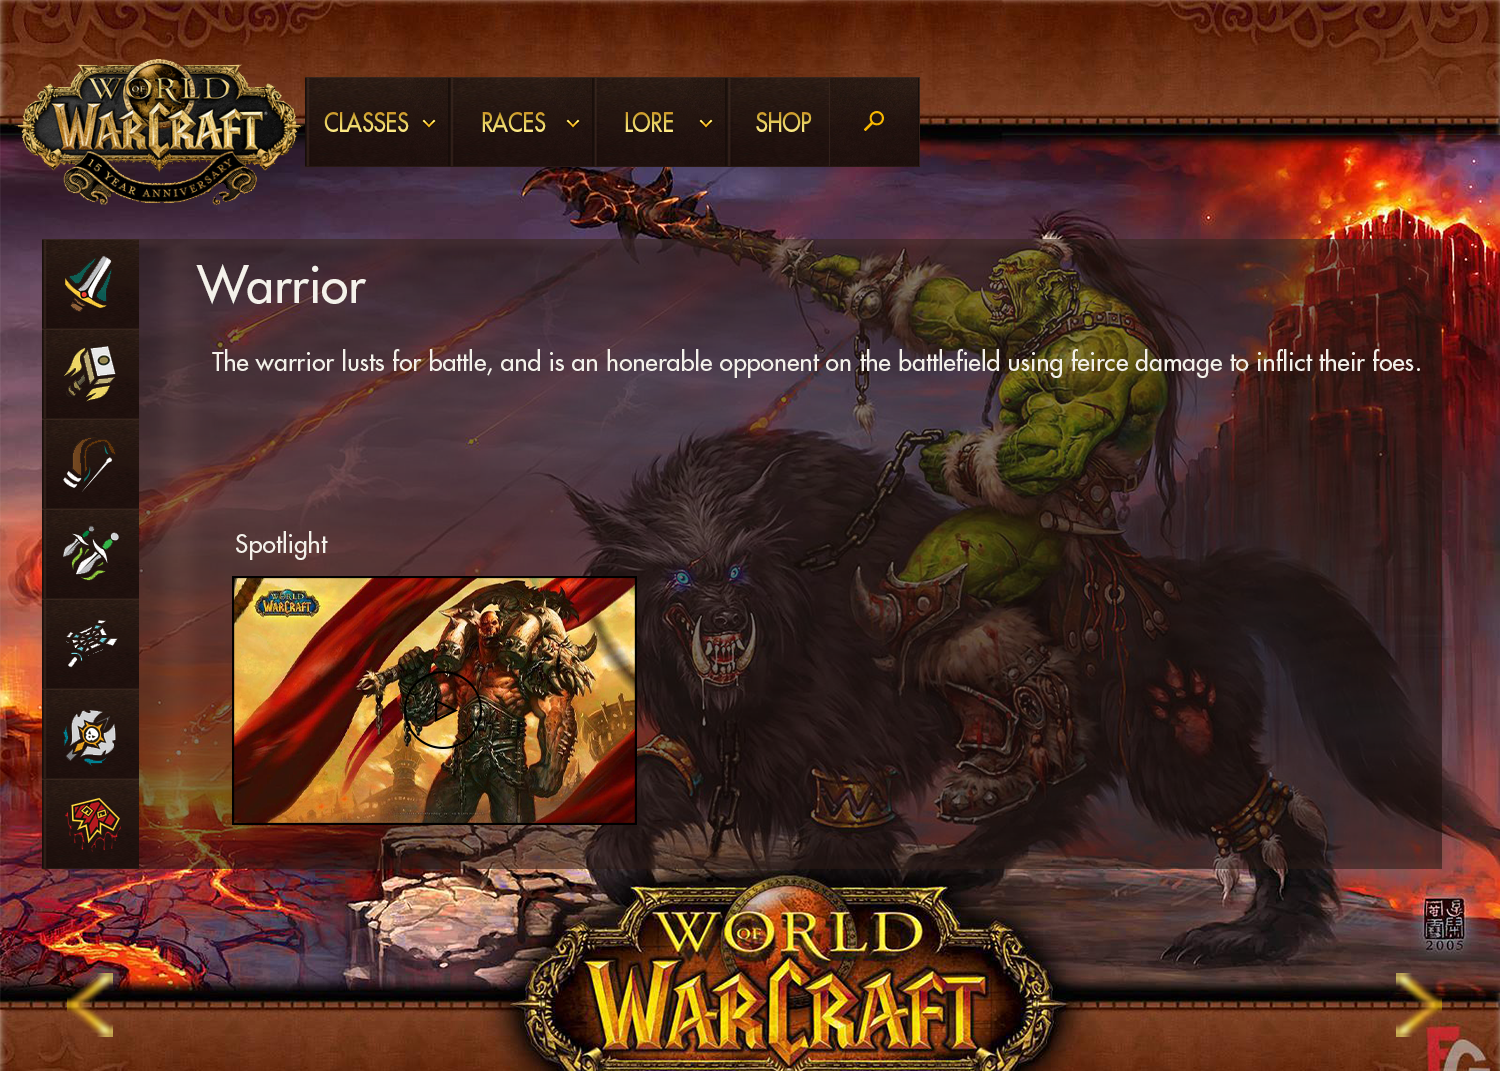 WORLD
OF
WARCRAFT
15 YEAR ANNIVERSARY
CLASSES
RACES
LORE
SHOP
Warrior
The warrior lusts for battle, and is an honerable opponent on the battlefield using feirce damage to inflict their foes.
Spotlight
WORLD
WARCRAFT
2005
WORLD
OF
WARCRAFT